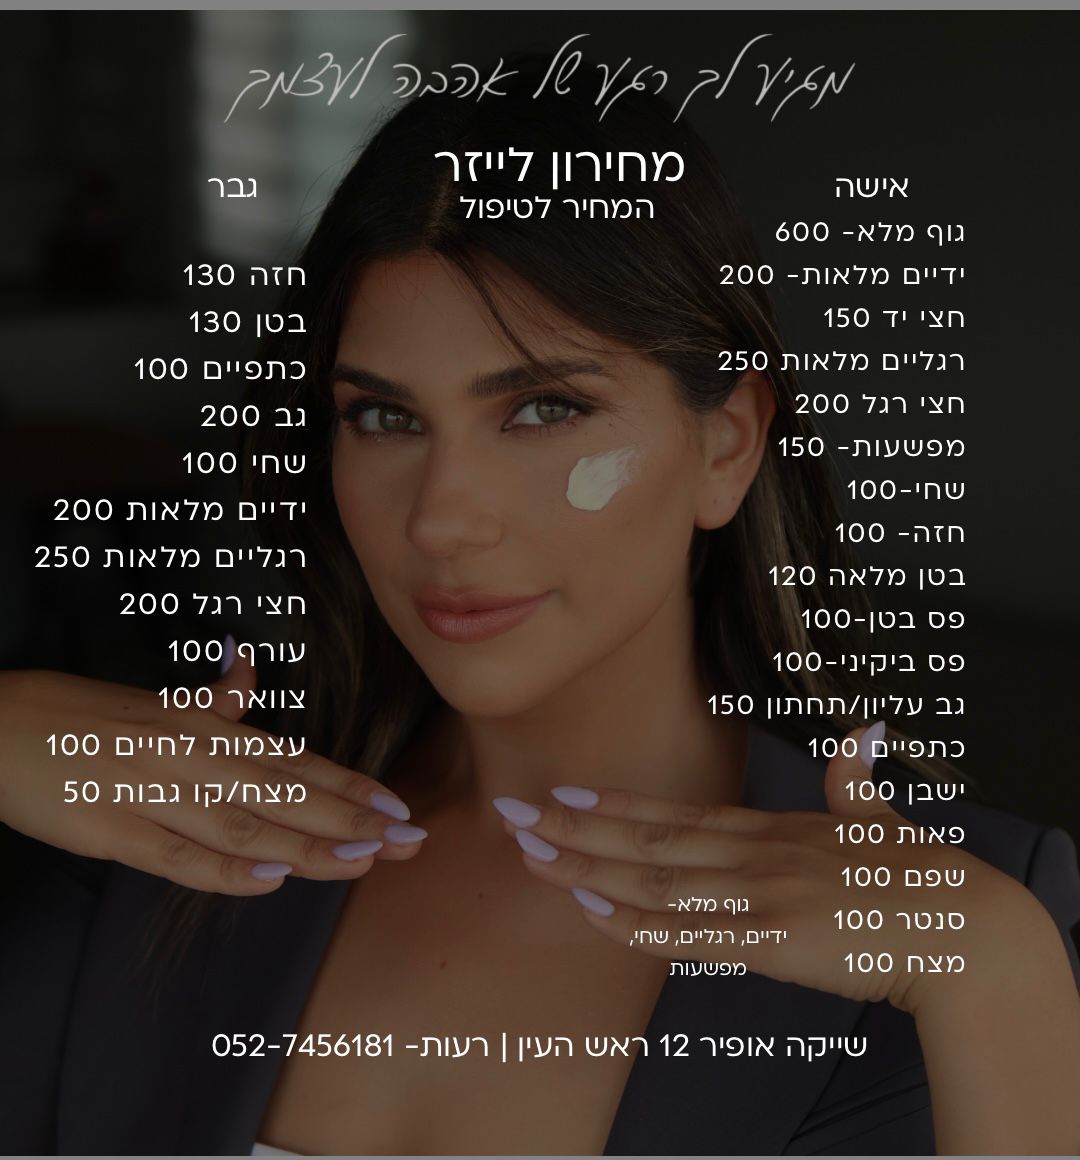 מגיע לך רגע של אהבה לעצמך
מחירון לייזר
המחיר לטיפול
אישה
גוף מלא- 600
ידיים מלאות- 200
חצי יד 150
רגליים מלאות 250
חצי רגל 200
מפשעות- 150
שחי-100
חזה- 100
בטן מלאה 120
פס בטן-100
פס ביקיני-100
גב עליון/תחתון 150
כתפיים 100
ישבן 100
פאות 100
שפם 100
סנטר 100
מצח 100
גבר
חזה 130
בטן 130
כתפיים 100
גב 200
שחי 100
ידיים מלאות 200
רגליים מלאות 250
חצי רגל 200
עורף 100
צוואר 100
עצמות לחיים 100
מצח/קו גבות 50
גוף מלא-
ידיים, רגליים, שחי,
מפשעות
שייקה אופיר 12 ראש העין | רעות- 052-7456181